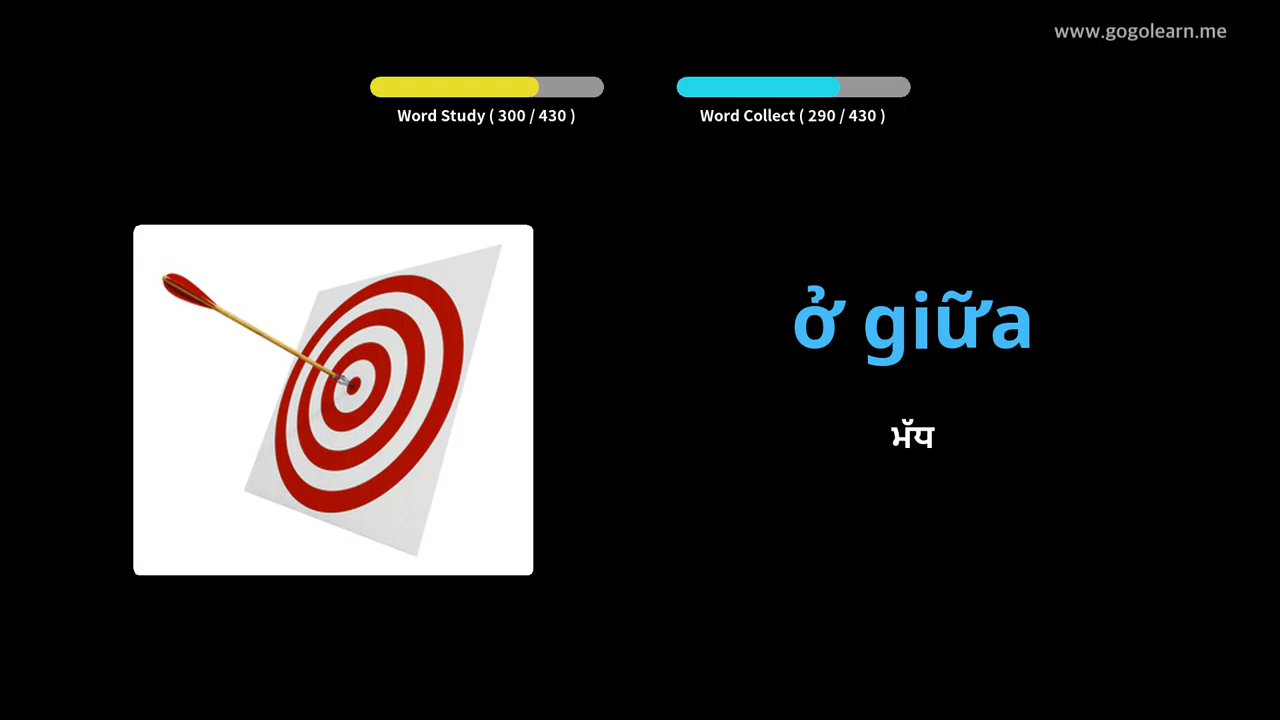 www.gogolearn.me
Word Study ( 300 / 430 )
Word Collect ( 290 / 430 )
ở giữa
ਮੱਧ